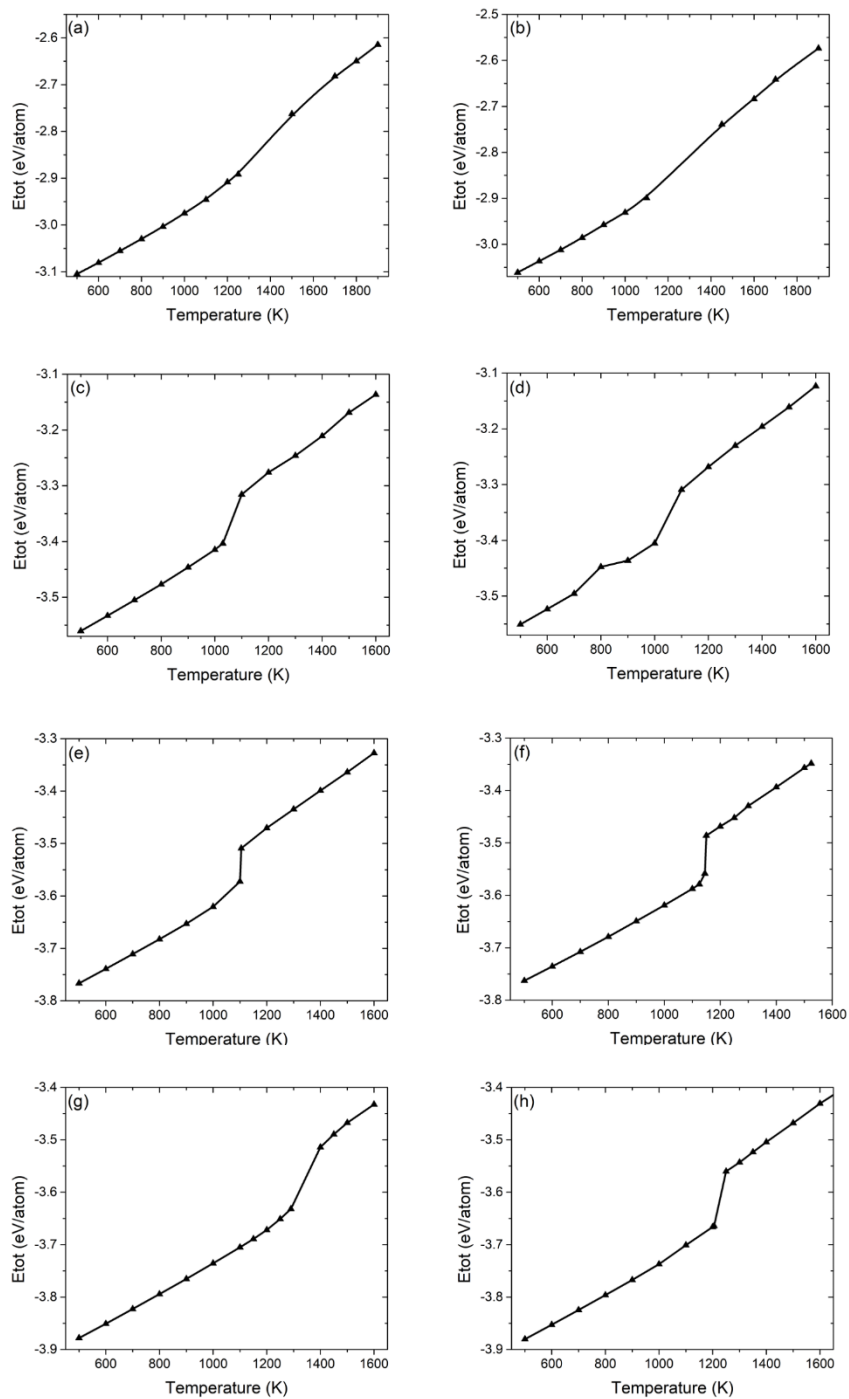 (a)
-2.6
-2.7
-2.8
-2.9
-3.0
-3.1
Etot (eV/atom)
600 800 1000 1200 1400 1600 1800
Temperature (K)
(b)
-2.5
-2.6
-2.7
-2.8
-2.9
-3.0
Etot (eV/atom)
600 800 1000 1200 1400 1600 1800
Temperature (K)
(c)
-3.1
-3.2
-3.3
-3.4
-3.5
Etot (eV/atom)
600 800 1000 1200 1400 1600
Temperature (K)
(d)
-3.1
-3.2
-3.3
-3.4
-3.5
Etot (eV/atom)
600 800 1000 1200 1400 1600
Temperature (K)
(e)
-3.3
-3.4
-3.5
-3.6
-3.7
-3.8
Etot (eV/atom)
600 800 1000 1200 1400 1600
Temperature (K)
(f)
-3.3
-3.4
-3.5
-3.6
-3.7
-3.8
Etot (eV/atom)
600 800 1000 1200 1400 1600
Temperature (K)
(g)
-3.4
-3.5
-3.6
-3.7
-3.8
-3.9
Etot (eV/atom)
600 800 1000 1200 1400 1600
Temperature (K)
(h)
-3.4
-3.5
-3.6
-3.7
-3.8
-3.9
Etot (eV/atom)
600 800 1000 1200 1400 1600
Temperature (K)